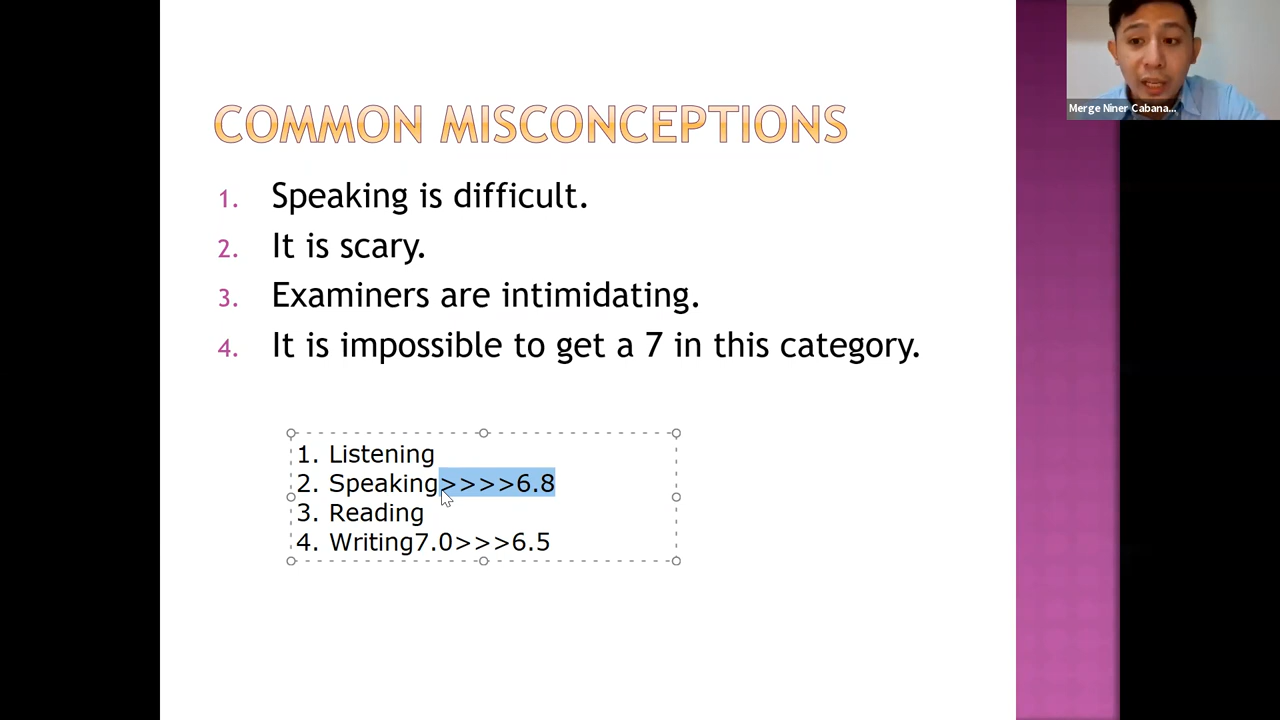 COMMON MISCONCEPTIONS
1. Speaking is difficult.
2. It is scary.
3. Examiners are intimidating.
4. It is impossible to get a 7 in this category.
1. Listening
2. Speaking>>>>6.8
3. Reading
4. Writing7.0>>>6.5
Merge Niner Cabana...